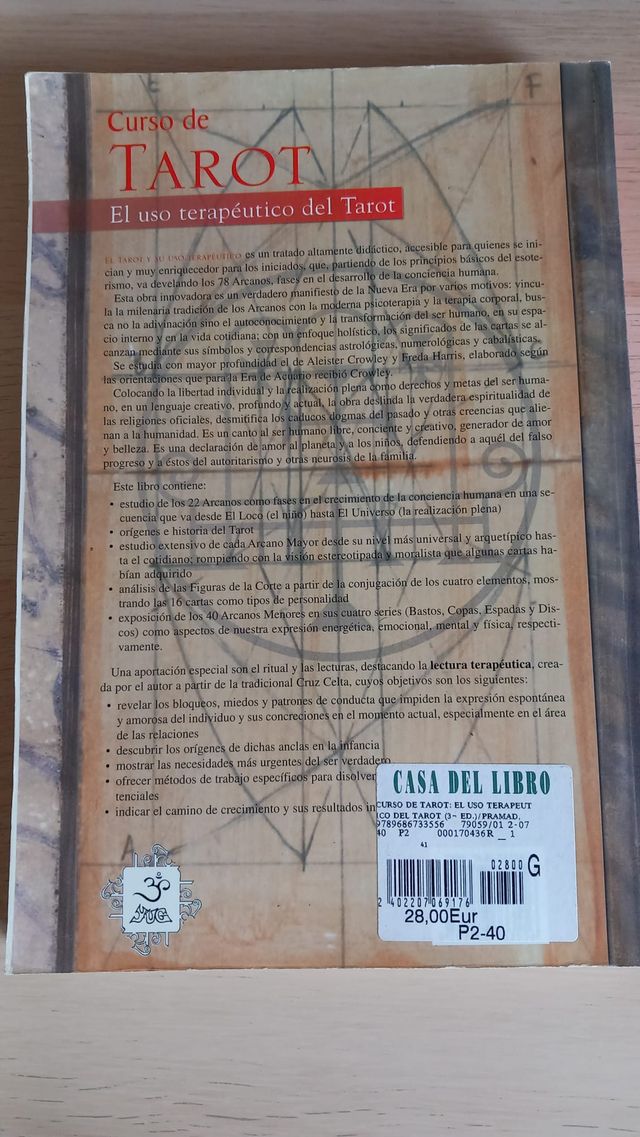 E
F
Curso de
TAROT
El uso terapéutico del Tarot
EL TAROT Y SU USO TERAPÉUTICO es un tratado altamente didáctico, accesible para quienes se ini-
cian y muy enriquecedor para los iniciados, que, partiendo de los principios básicos del esote-
rismo, va develando los 78 Arcanos, fases en el desarrollo de la conciencia humana.
Esta obra innovadora es un verdadero manifiesto de la Nueva Era por varios motivos: vincu-
la la milenaria tradición de los Arcanos con la moderna psicoterapia y la terapia corporal, bus-
ca no la adivinación sino el autoconocimiento y la transformación del ser humano, en su espa-
cio interno y en la vida cotidiana; con un enfoque holístico, los significados de las cartas se al-
canzan mediante sus símbolos y correspondencias astrológicas, numerológicas y cabalísticas.
Se estudia con mayor profundidad el de Aleister Crowley y Freda Harris, elaborado según
las orientaciones que para la Era de Acuario recibió Crowley.
Colocando la libertad individual y la realización plena como derechos y metas del ser huma-
no, en un lenguaje creativo, profundo y actual, la obra deslinda la verdadera espiritualidad de
las religiones oficiales, desmitifica los caducos dogmas del pasado y otras creencias que alie-
nan a la humanidad. Es un canto al ser humano libre, conciente y creativo, generador de amor
y belleza. Es una declaración de amor al planeta y a los niños, defendiendo a aquél del falso
progreso y a éstos del autoritarismo y otras neurosis de la familia.
Este libro contiene:
• estudio de los 22 Arcanos como fases en el crecimiento de la conciencia humana en una se-
cuencia que va desde El Loco (el niño) hasta El Universo (la realización plena)
• orígenes e historia del Tarot
• estudio extensivo de cada Arcano Mayor desde su nivel más universal y arquetípico has-
ta el cotidiano; rompiendo con la visión estereotipada y moralista que algunas cartas ha-
bían adquirido
• análisis de las Figuras de la Corte a partir de la conjugación de los cuatro elementos, mos-
trando las 16 cartas como tipos de personalidad
• exposición de los 40 Arcanos Menores en sus cuatro series (Bastos, Copas, Espadas y Dis-
cos) como aspectos de nuestra expresión energética, emocional, mental y física, respecti-
vamente.
Una aportación especial son el ritual y las lecturas, destacando la lectura terapéutica, crea-
da por el autor a partir de la tradicional Cruz Celta, cuyos objetivos son los siguientes:
• revelar los bloqueos, miedos y patrones de conducta que impiden la expresión espontánea
y amorosa del individuo y sus concreciones en el momento actual, especialmente en el área
de las relaciones
• descubrir los orígenes de dichas anclas en la infancia
• mostrar las necesidades más urgentes del ser verdadero
• ofrecer métodos de trabajo específicos para disolver
tenciales
• indicar el camino de crecimiento y sus resultados in
A
ॐ
YUG
CASA DEL LIBRO
CURSO DE TAROT: EL USO TERAPEUT
ICO DEL TAROT (3~ ED.)/PRAMAD,
9789686733556 79059/01 2-07
40 P2 000170436R _ 1
41
02800 G
2 402207 069176
28,00Eur
P2-40